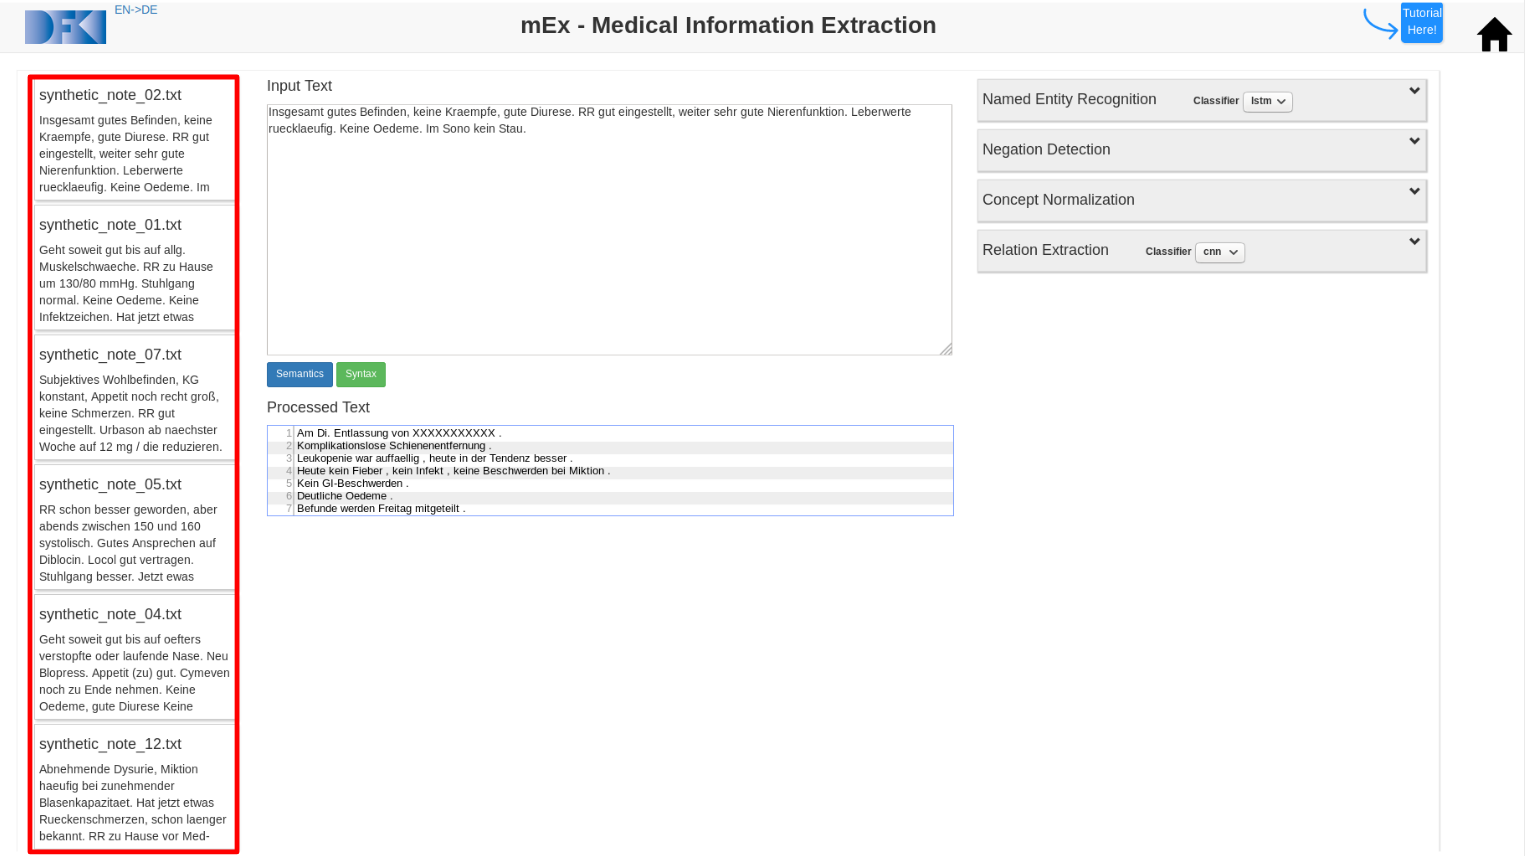 DFKI
EN->DE
mEx - Medical Information Extraction
Tutorial
Here!
synthetic_note_02.txt
Insgesamt gutes Befinden, keine
Kraempfe, gute Diurese. RR gut
eingestellt, weiter sehr gute
Nierenfunktion. Leberwerte
ruecklaeufig. Keine Oedeme. Im
synthetic_note_01.txt
Geht soweit gut bis auf allg.
Muskelschwaeche. RR zu Hause
um 130/80 mmHg. Stuhlgang
normal. Keine Oedeme. Keine
Infektzeichen. Hat jetzt etwas
synthetic_note_07.txt
Subjektives Wohlbefinden, KG
konstant, Appetit noch recht groß,
keine Schmerzen. RR gut
eingestellt. Urbason ab naechster
Woche auf 12 mg / die reduzieren.
synthetic_note_05.txt
RR schon besser geworden, aber
abends zwischen 150 und 160
systolisch. Gutes Ansprechen auf
Diblocin. Locol gut vertragen.
Stuhlgang besser. Jetzt ewas
synthetic_note_04.txt
Geht soweit gut bis auf oefters
verstopfte oder laufende Nase. Neu
Blopress. Appetit (zu) gut. Cymeven
noch zu Ende nehmen. Keine
Oedeme, gute Diurese Keine
synthetic_note_12.txt
Abnehmende Dysurie, Miktion
haeufig bei zunehmender
Blasenkapazitaet. Hat jetzt etwas
Rueckenschmerzen, schon laenger
bekannt. RR zu Hause vor Med-
Input Text
Insgesamt gutes Befinden, keine Kraempfe, gute Diurese. RR gut eingestellt, weiter sehr gute Nierenfunktion. Leberwerte
ruecklaeufig. Keine Oedeme. Im Sono kein Stau.
Semantics Syntax
Processed Text
1 Am Di. Entlassung von XXXXXXXXXXX .
2 Komplikationslose Schienenentfernung .
3 Leukopenie war auffaellig , heute in der Tendenz besser .
4 Heute kein Fieber , kein Infekt , keine Beschwerden bei Miktion .
5 Kein GI-Beschwerden .
6 Deutliche Oedeme .
7 Befunde werden Freitag mitgeteilt .
Named Entity Recognition Classifier lstm
Negation Detection
Concept Normalization
Relation Extraction Classifier cnn